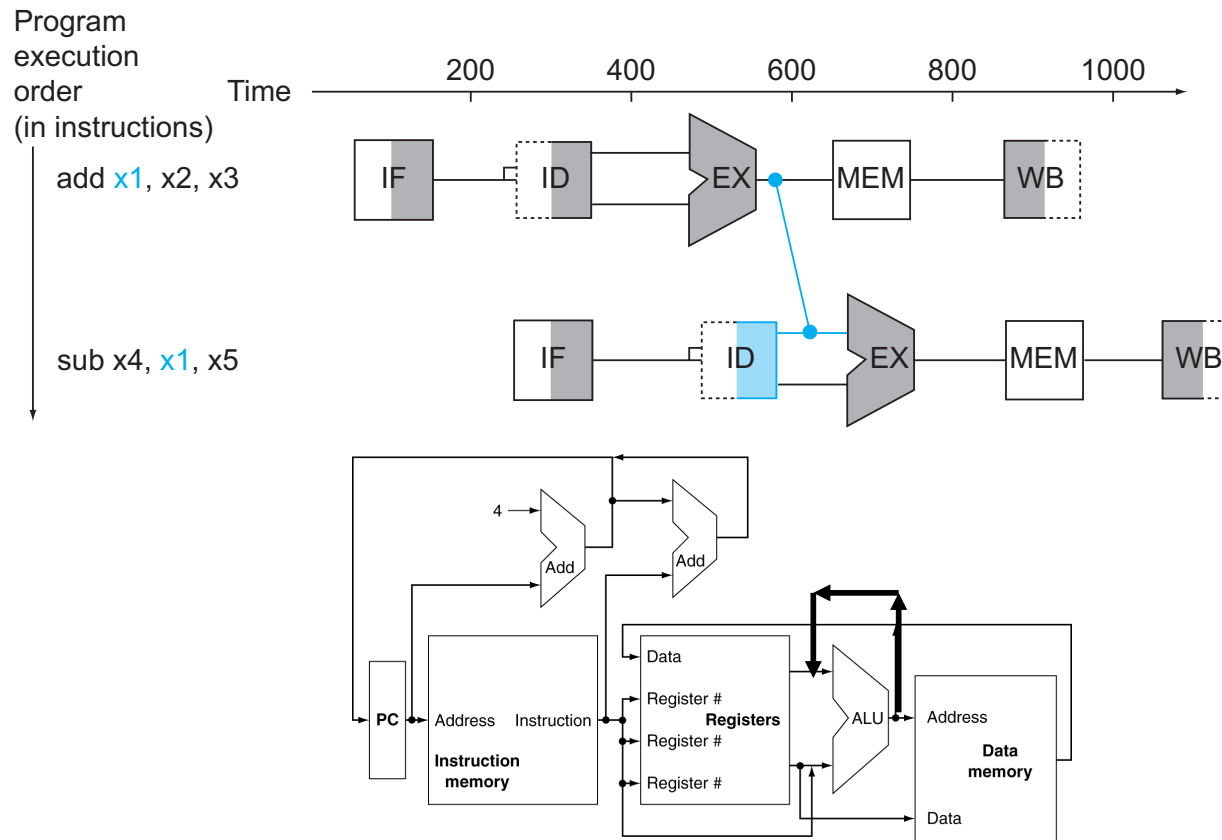 Program
execution
order
(in instructions)
Time
200 400 600 800 1000
add x1, x2, x3
IF ID EX MEM WB
sub x4, x1, x5
IF ID EX MEM WB
4
Add
Add
PC
Address
Instruction
Instruction
memory
Data
Register #
Registers
Register #
Register #
ALU
Address
Data
memory
Data